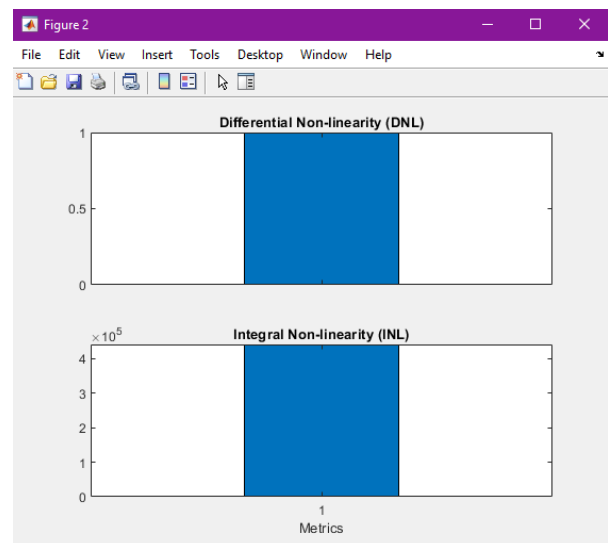 Figure 2
File Edit View Insert Tools Desktop Window Help
Differential Non-linearity (DNL)
1
0.5
0
×10^5
Integral Non-linearity (INL)
4
3
2
1
0
1
Metrics